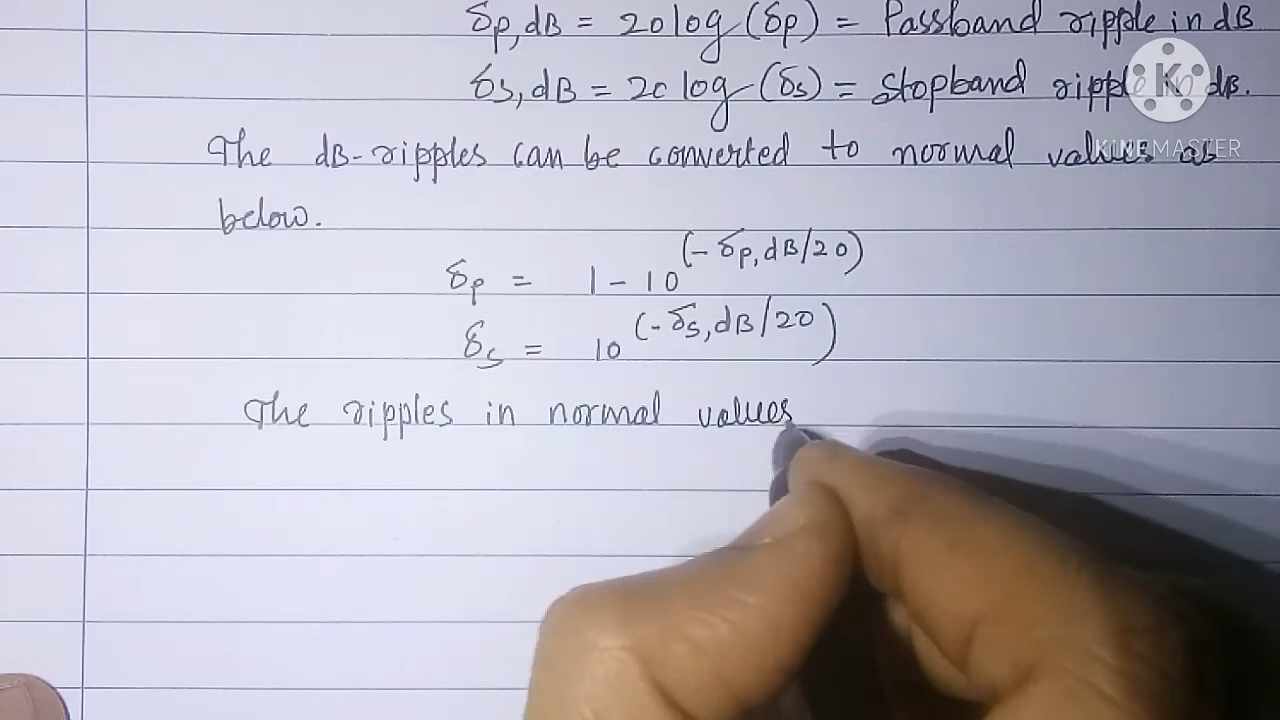 δp,dB = 20log(δp) = Passband ripple in dB
δs,dB = 20 log(δs) = Stopband ripple in dB.
K
KINEMASTER
The dB-ripples can be converted to normal values as
below.
δp = 1 - 10^(-δp,dB/20)
δs = 10^(-δs,dB/20)
The ripples in normal values